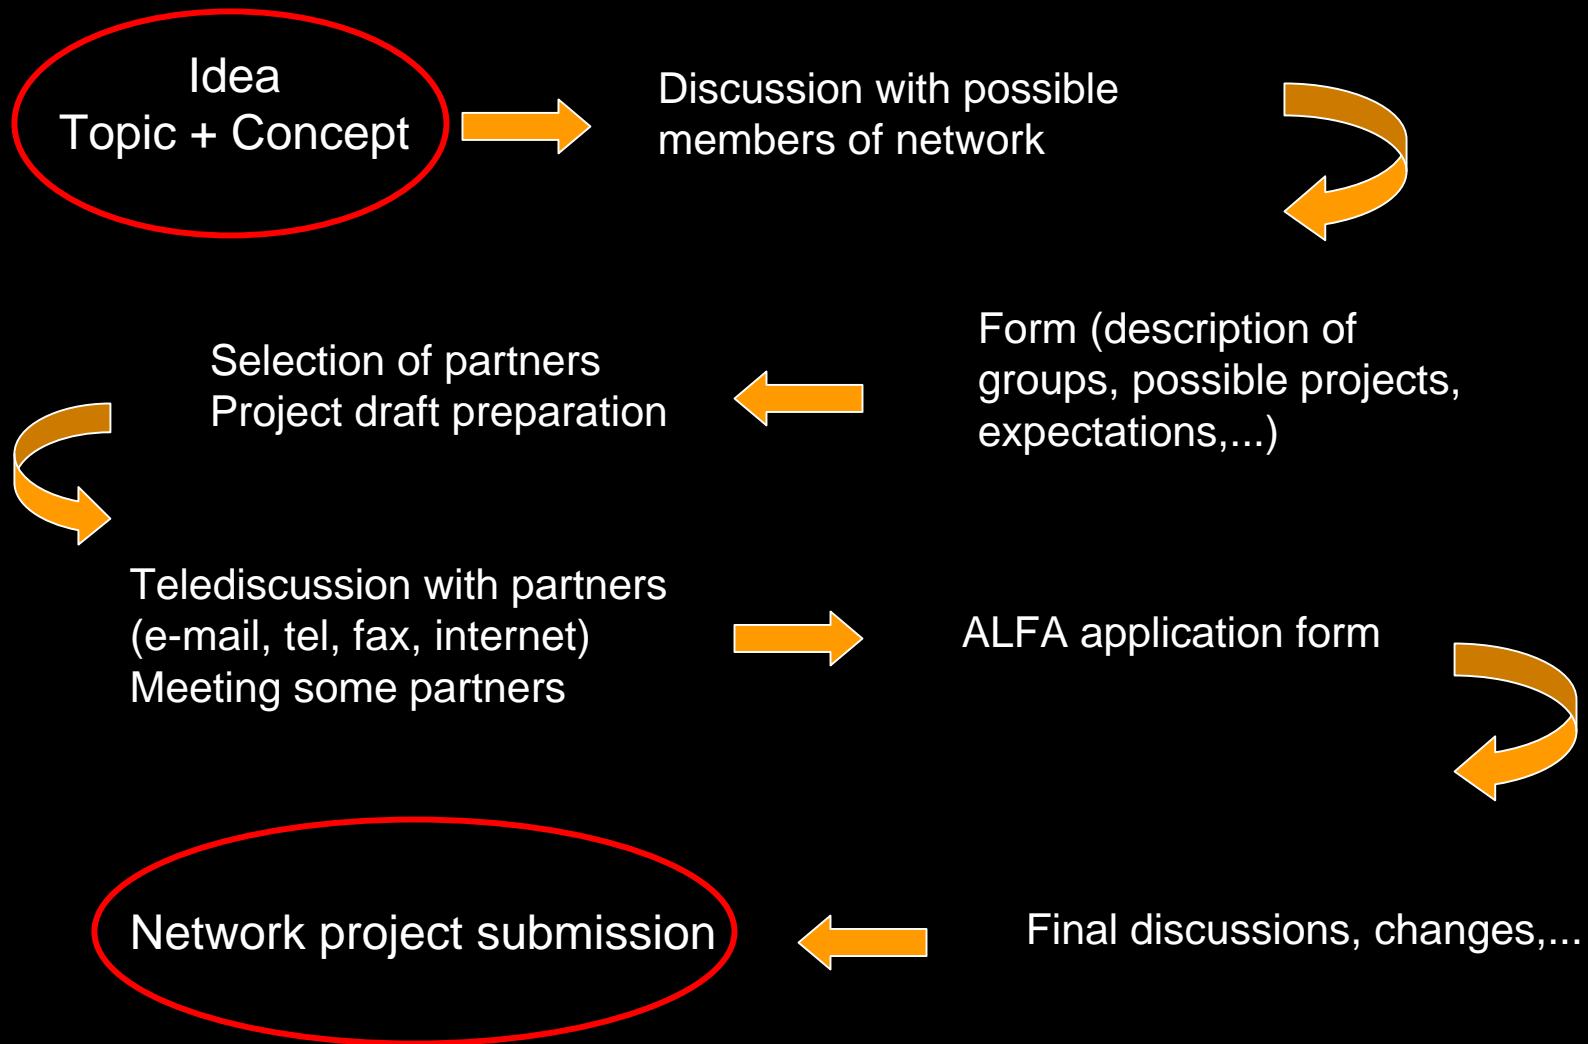 Idea
Topic + Concept
Discussion with possible
members of network
Form (description of
groups, possible projects,
expectations,...)
Selection of partners
Project draft preparation
Telediscussion with partners
(e-mail, tel, fax, internet)
Meeting some partners
ALFA application form
Final discussions, changes,...
Network project submission